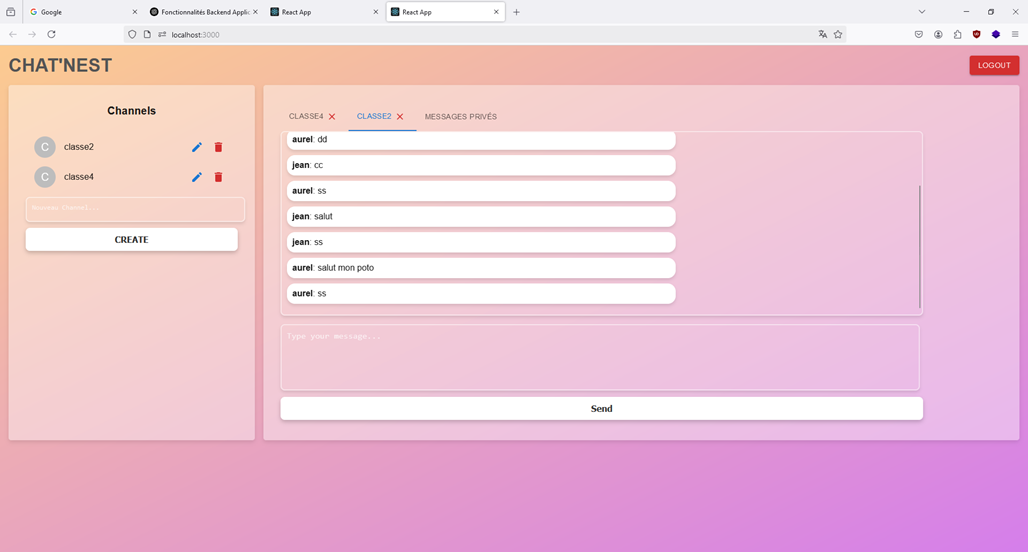 Google
Fonctionnalités Backend Applic
React App
React App
localhost:3000
CHAT'NEST
LOGOUT
Channels
C classe2
C classe4
Nouveau Channel...
CREATE
CLASSE4
CLASSE2
MESSAGES PRIVÉS
aurel: dd
jean: cc
aurel: ss
jean: salut
jean: ss
aurel: salut mon poto
aurel: ss
Type your message...
Send